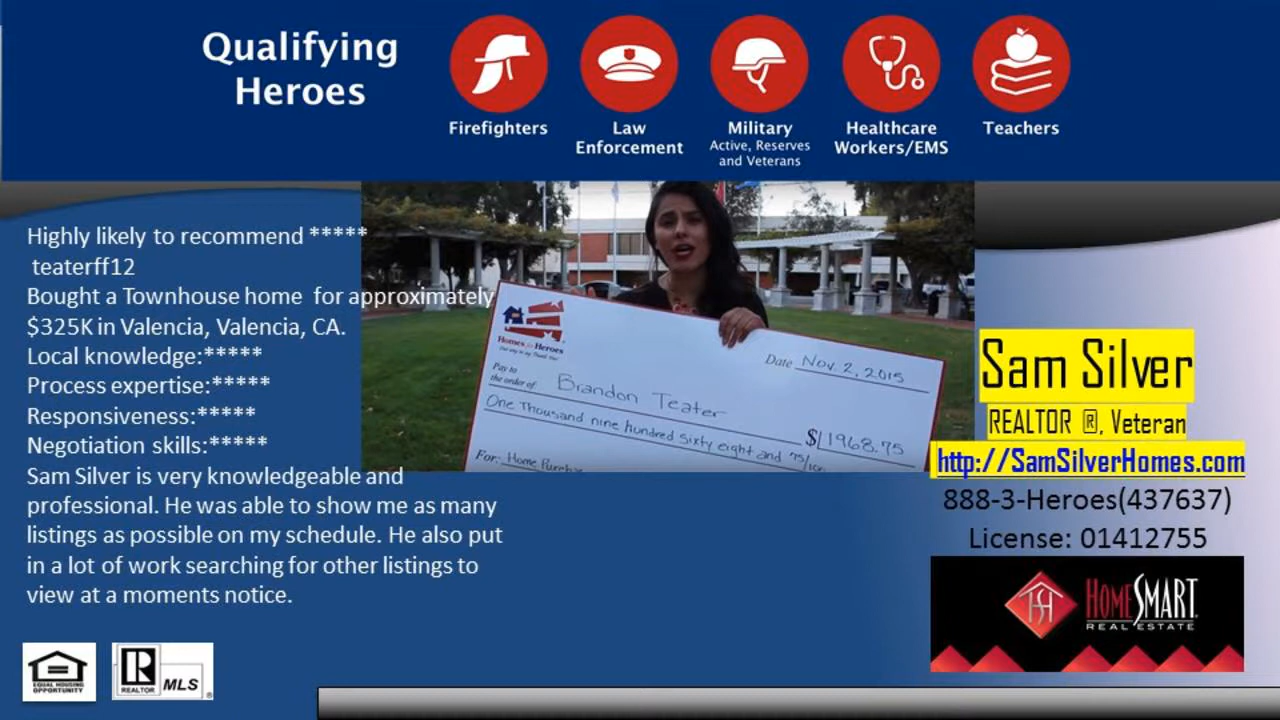 Qualifying
Heroes
Firefighters
Law
Enforcement
Military
Active, Reserves
and Veterans
Healthcare
Workers/EMS
Teachers
Highly likely to recommend *****
teaterff12
Bought a Townhouse home for approximately
$325K in Valencia, Valencia, CA.
Local knowledge:*****
Process expertise:*****
Responsiveness:*****
Negotiation skills:*****
Sam Silver is very knowledgeable and
professional. He was able to show me as many
listings as possible on my schedule. He also put
in a lot of work searching for other listings to
view at a moments notice.
Homes for Heroes
Date Nov. 2, 2015
Pay to
the order of Brandon Teater
$1968.75
One Thousand nine hundred sixty eight and 75/100
For: Home
Sam Silver
REALTOR ®, Veteran
http://SamSilverHomes.com
888-3-Heroes(437637)
License: 01412755
HOMESMART
REAL ESTATE
EQUAL HOUSING
OPPORTUNITY
REALTOR
MLS